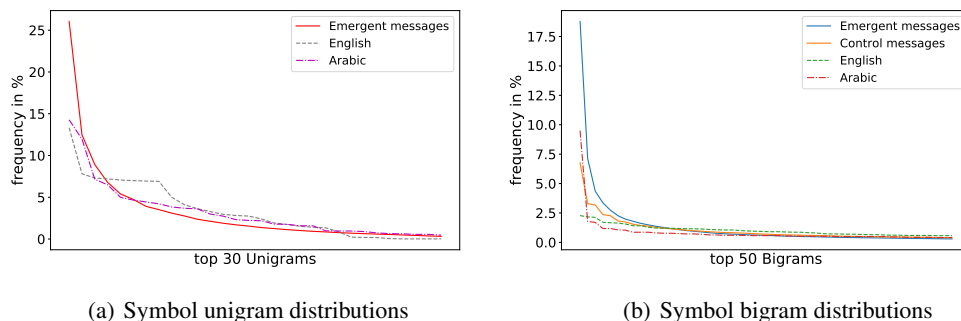 Emergent messages
English
Arabic
frequency in %
25
20
15
10
5
0
top 30 Unigrams
(a) Symbol unigram distributions
Emergent messages
Control messages
English
Arabic
frequency in %
17.5
15.0
12.5
10.0
7.5
5.0
2.5
0.0
top 50 Bigrams
(b) Symbol bigram distributions